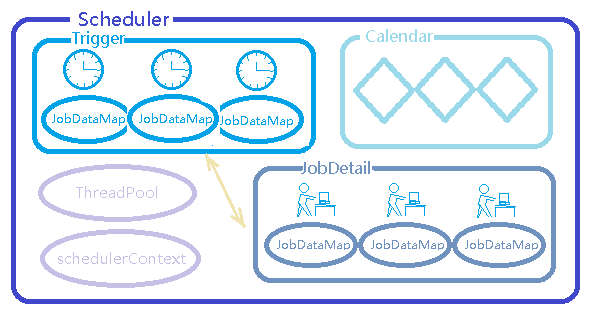 Scheduler
Trigger
Calendar
JobDataMap JobDataMap JobDataMap
ThreadPool
JobDetail
schedulerContext
JobDataMap JobDataMap JobDataMap